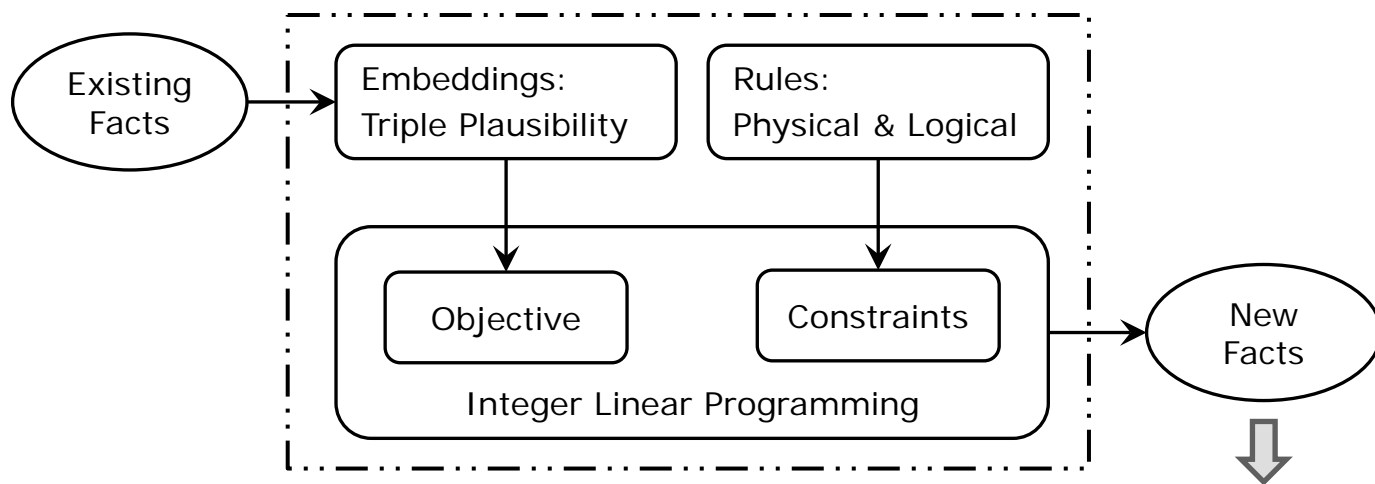 Existing
Facts
Embeddings:
Triple Plausibility
Rules:
Physical & Logical
Objective
Constraints
Integer Linear Programming
New
Facts